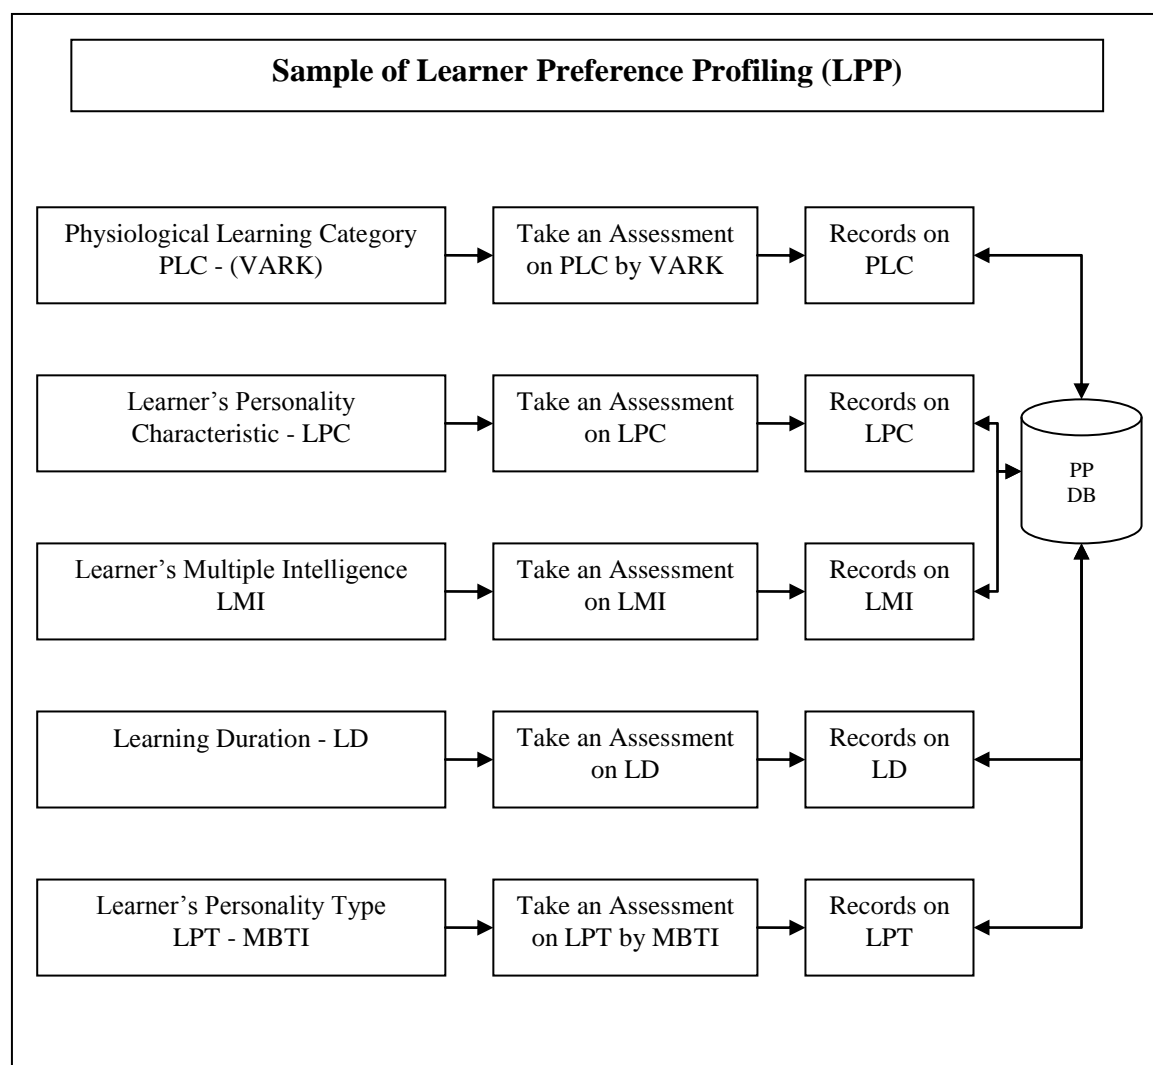 Sample of Learner Preference Profiling (LPP)
Physiological Learning Category
PLC - (VARK)
Take an Assessment
on PLC by VARK
Records on
PLC
Learner’s Personality
Characteristic - LPC
Take an Assessment
on LPC
Records on
LPC
PP
DB
Learner’s Multiple Intelligence
LMI
Take an Assessment
on LMI
Records on
LMI
Learning Duration - LD
Take an Assessment
on LD
Records on
LD
Learner’s Personality Type
LPT - MBTI
Take an Assessment
on LPT by MBTI
Records on
LPT